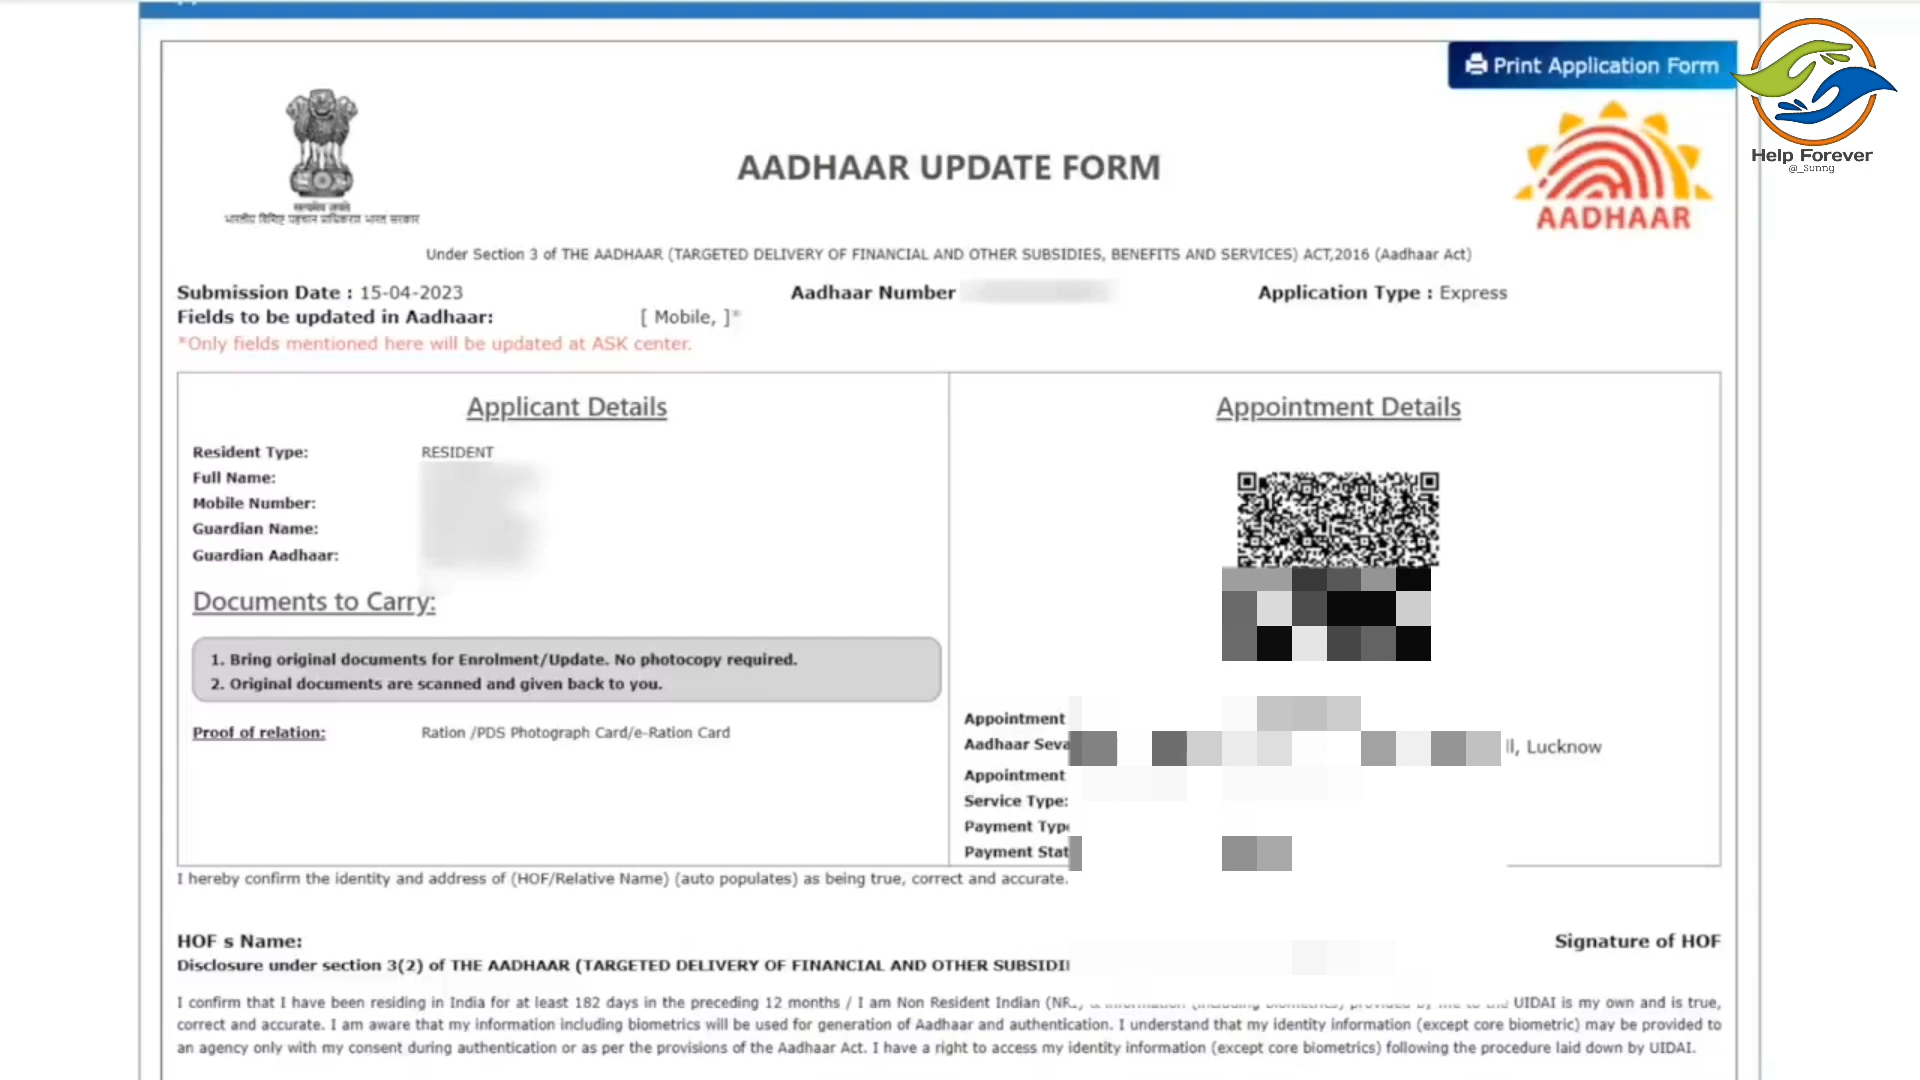 Print Application Form
Help Forever
@_Sunng
सत्यमेव जयते
भारतीय विशिष्ट पहचान प्राधिकरण भारत सरकार
AADHAAR UPDATE FORM
AADHAAR
Under Section 3 of THE AADHAAR (TARGETED DELIVERY OF FINANCIAL AND OTHER SUBSIDIES, BENEFITS AND SERVICES) ACT,2016 (Aadhaar Act)
Submission Date : 15-04-2023 Aadhaar Number Application Type : Express
Fields to be updated in Aadhaar: [ Mobile, ]*
*Only fields mentioned here will be updated at ASK center.
Applicant Details
Resident Type: RESIDENT
Full Name:
Mobile Number:
Guardian Name:
Guardian Aadhaar:
Documents to Carry:
1. Bring original documents for Enrolment/Update. No photocopy required.
2. Original documents are scanned and given back to you.
Proof of relation: Ration /PDS Photograph Card/e-Ration Card
Appointment Details
Appointment
Aadhaar Seva ll, Lucknow
Appointment
Service Type:
Payment Typ
Payment Stat
I hereby confirm the identity and address of (HOF/Relative Name) (auto populates) as being true, correct and accurate.
HOF s Name: Signature of HOF
Disclosure under section 3(2) of THE AADHAAR (TARGETED DELIVERY OF FINANCIAL AND OTHER SUBSIDI
I confirm that I have been residing in India for at least 182 days in the preceding 12 months / I am Non Resident Indian (NR UIDAI is my own and is true,
correct and accurate. I am aware that my information including biometrics will be used for generation of Aadhaar and authentication. I understand that my identity information (except core biometric) may be provided to
an agency only with my consent during authentication or as per the provisions of the Aadhaar Act. I have a right to access my identity information (except core biometrics) following the procedure laid down by UIDAI.